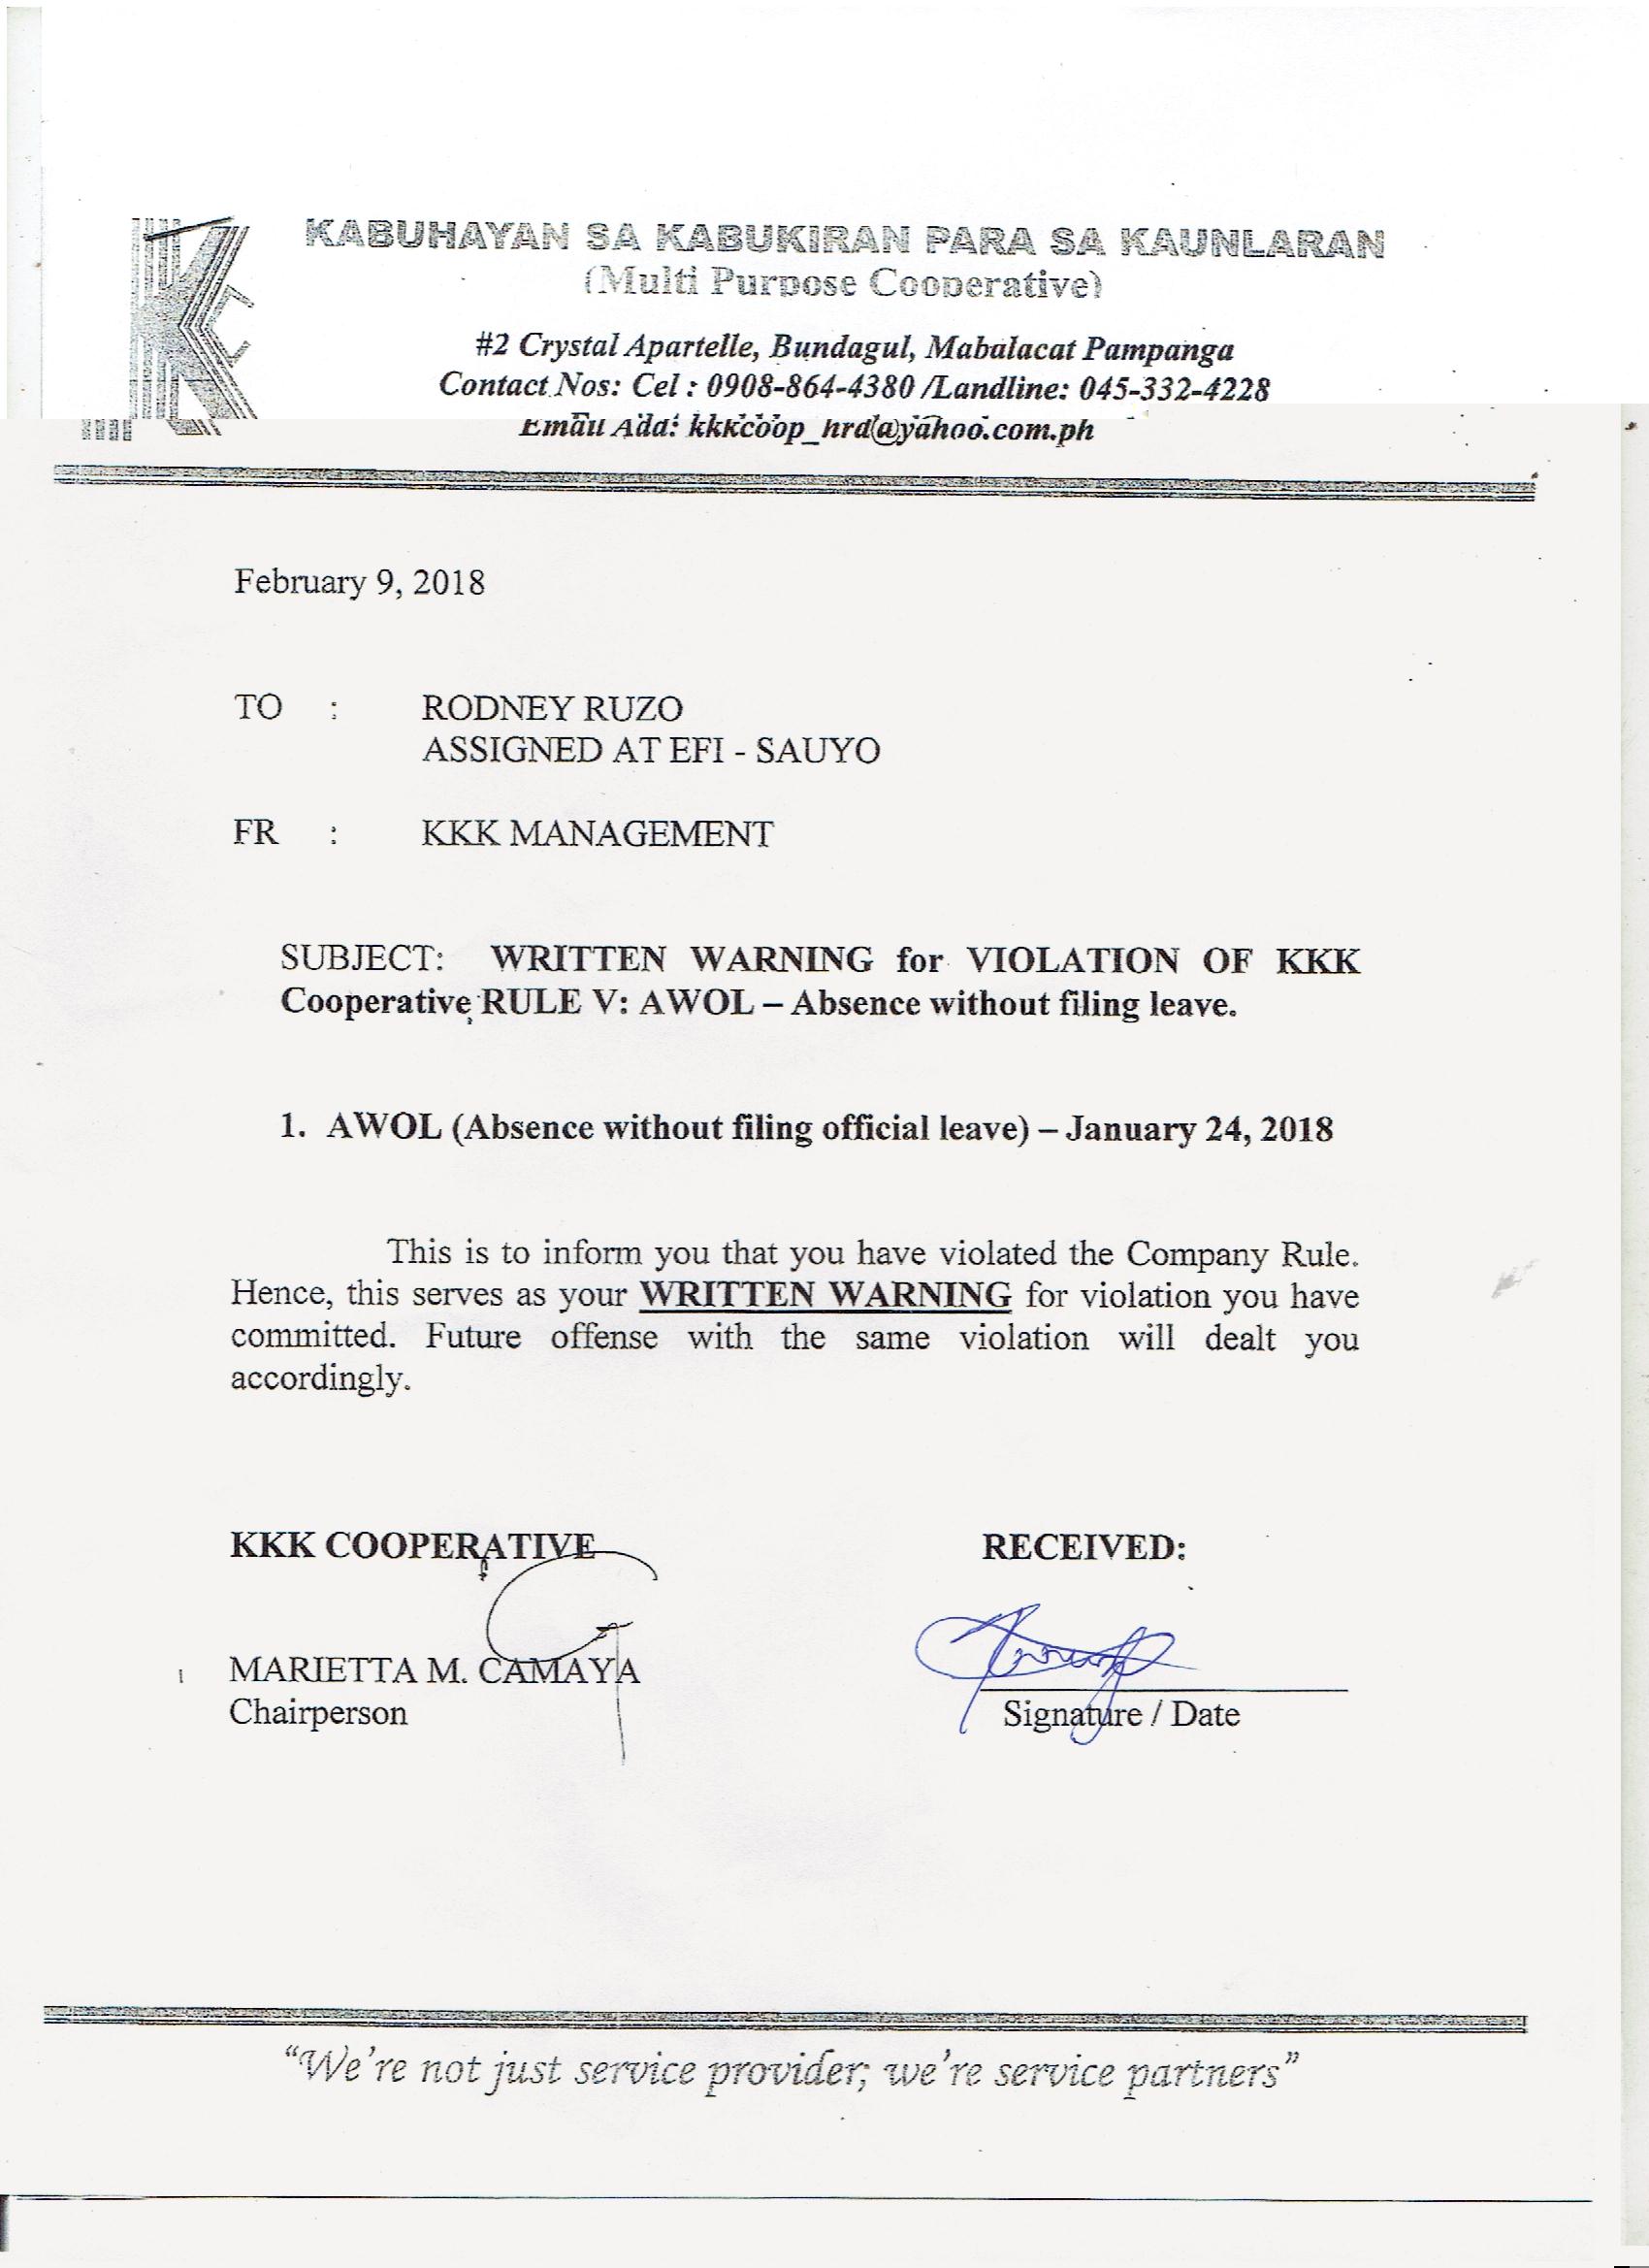 KABUHAYAN SA KABUKIRAN PARA SA KAUNLARAN
(Multi Purpose Cooperative)
#2 Crystal Apartelle, Bundagul, Mabalacat Pampanga
Contact Nos: Cel : 0908-864-4380 /Landline: 045-332-4228
Email Add: kkkcoop_hrd@yahoo.com.ph
February 9, 2018
TO : RODNEY RUZO
ASSIGNED AT EFI - SAUYO
FR : KKK MANAGEMENT
SUBJECT: WRITTEN WARNING for VIOLATION OF KKK
Cooperative RULE V: AWOL – Absence without filing leave.
1. AWOL (Absence without filing official leave) – January 24, 2018
This is to inform you that you have violated the Company Rule.
Hence, this serves as your WRITTEN WARNING for violation you have
committed. Future offense with the same violation will dealt you
accordingly.
KKK COOPERATIVE RECEIVED:
MARIETTA M. CAMAYA
Chairperson Signature / Date
“We’re not just service provider; we’re service partners”